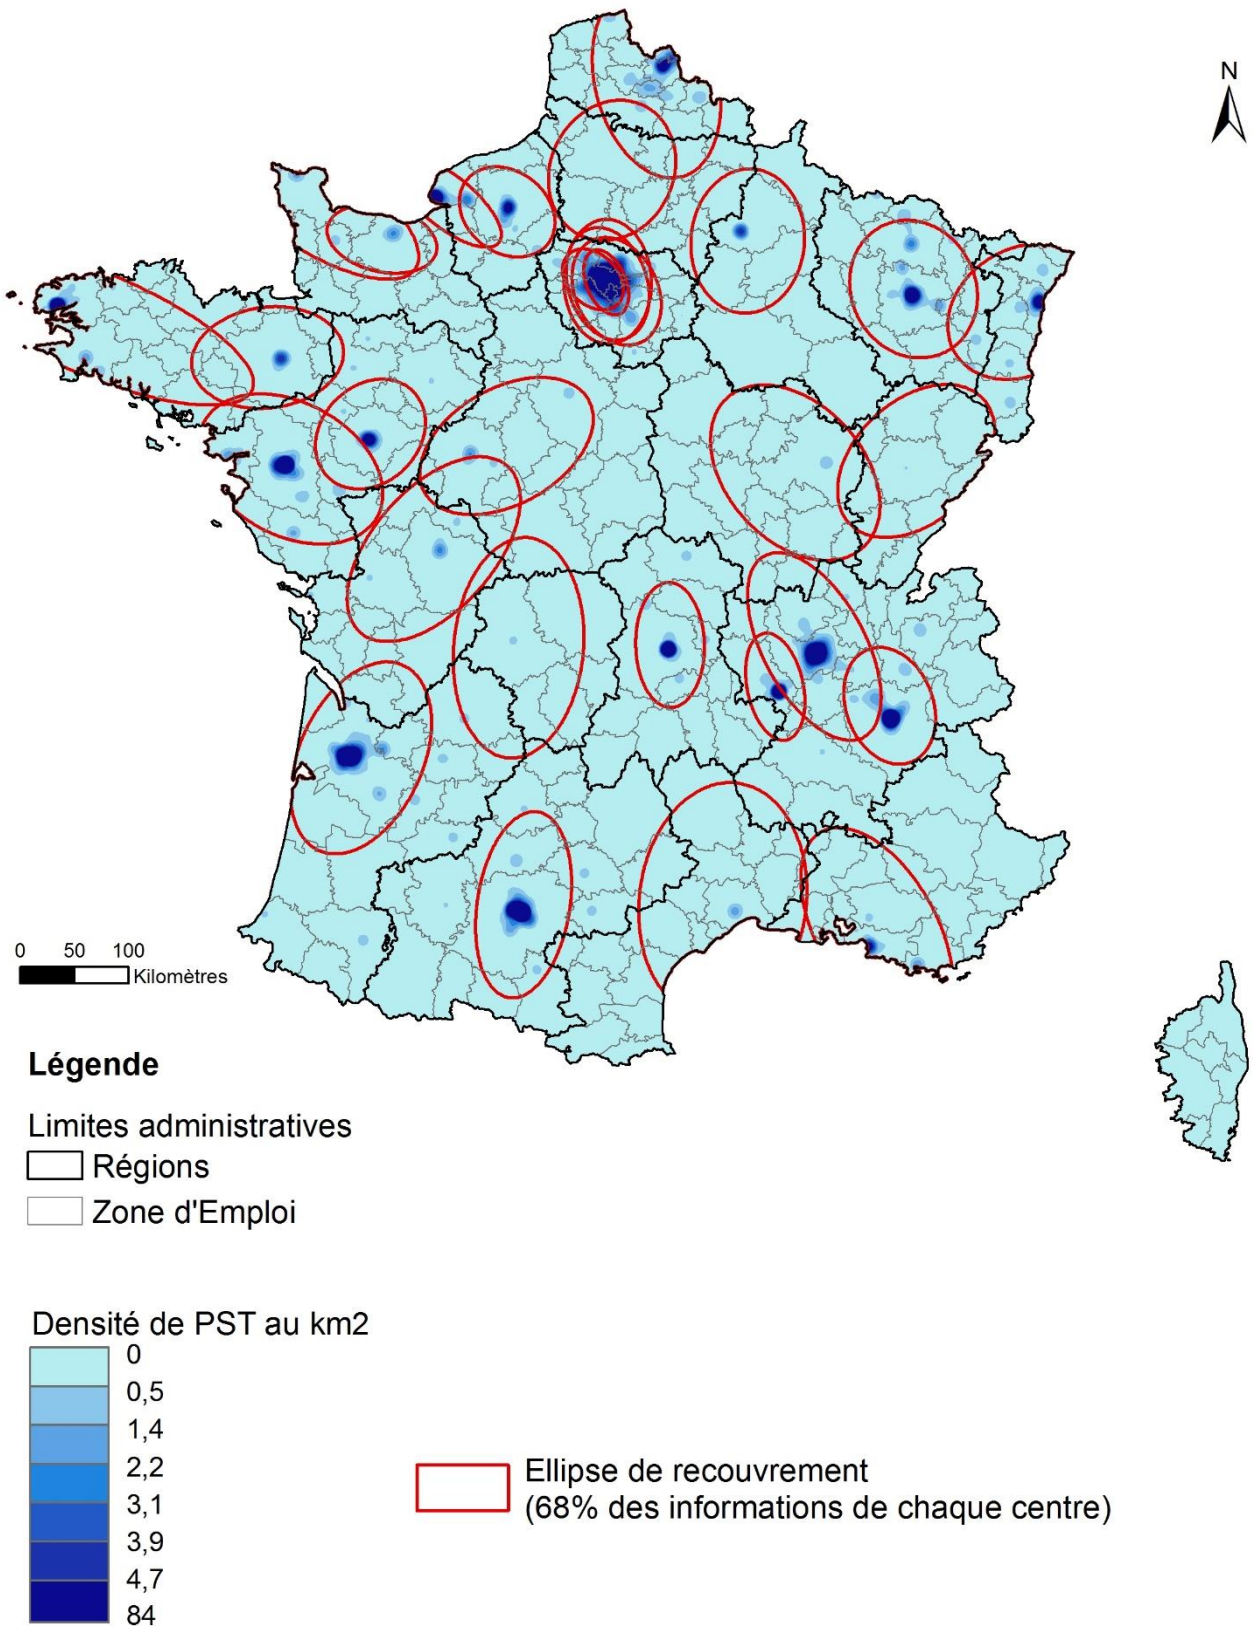 N
0 50 100
Kilomètres
Légende
Limites administratives
Régions
Zone d'Emploi
Densité de PST au km2
0
0,5
1,4
2,2
3,1
3,9
4,7
84
Ellipse de recouvrement
(68% des informations de chaque centre)